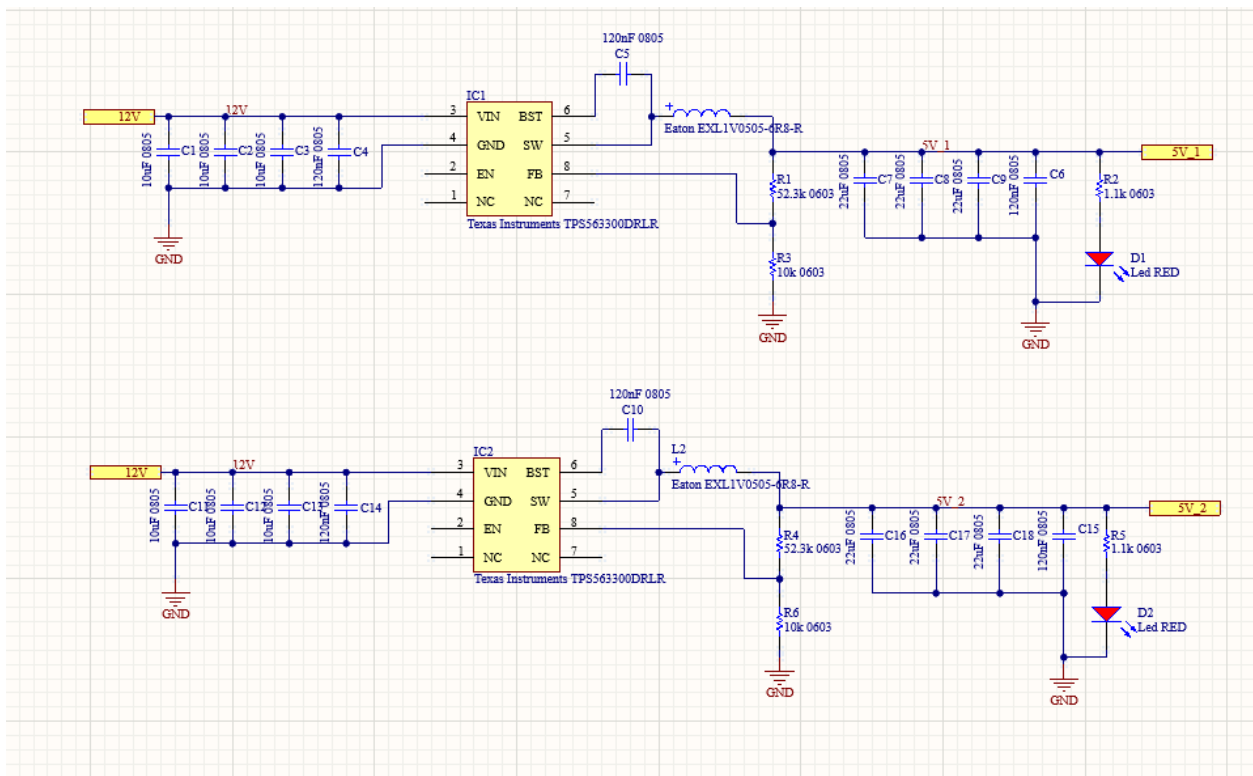 120nF 0805
C5
IC1
12V
12V
3 VIN BST 6
4 GND SW 5
2 EN FB 8
1 NC NC 7
Texas Instruments TPS563300DRLR
+
Eaton EXL1V0505-6R8-R
10uF 0805 C1
10uF 0805 C2
10uF 0805 C3
120nF 0805 C4
GND
5V_1
5V_1
R1
52.3k 0603
R3
10k 0603
GND
22uF 0805 C7
22uF 0805 C8
22uF 0805 C9
120nF 0805 C6
R2
1.1k 0603
D1
Led RED
GND
120nF 0805
C10
IC2
12V
12V
3 VIN BST 6
4 GND SW 5
2 EN FB 8
1 NC NC 7
Texas Instruments TPS563300DRLR
L2
+
Eaton EXL1V0505-6R8-R
10uF 0805 C11
10uF 0805 C12
10uF 0805 C13
120nF 0805 C14
GND
5V_2
5V_2
R4
52.3k 0603
R6
10k 0603
GND
22uF 0805 C16
22uF 0805 C17
22uF 0805 C18
120nF 0805 C15
R5
1.1k 0603
D2
Led RED
GND